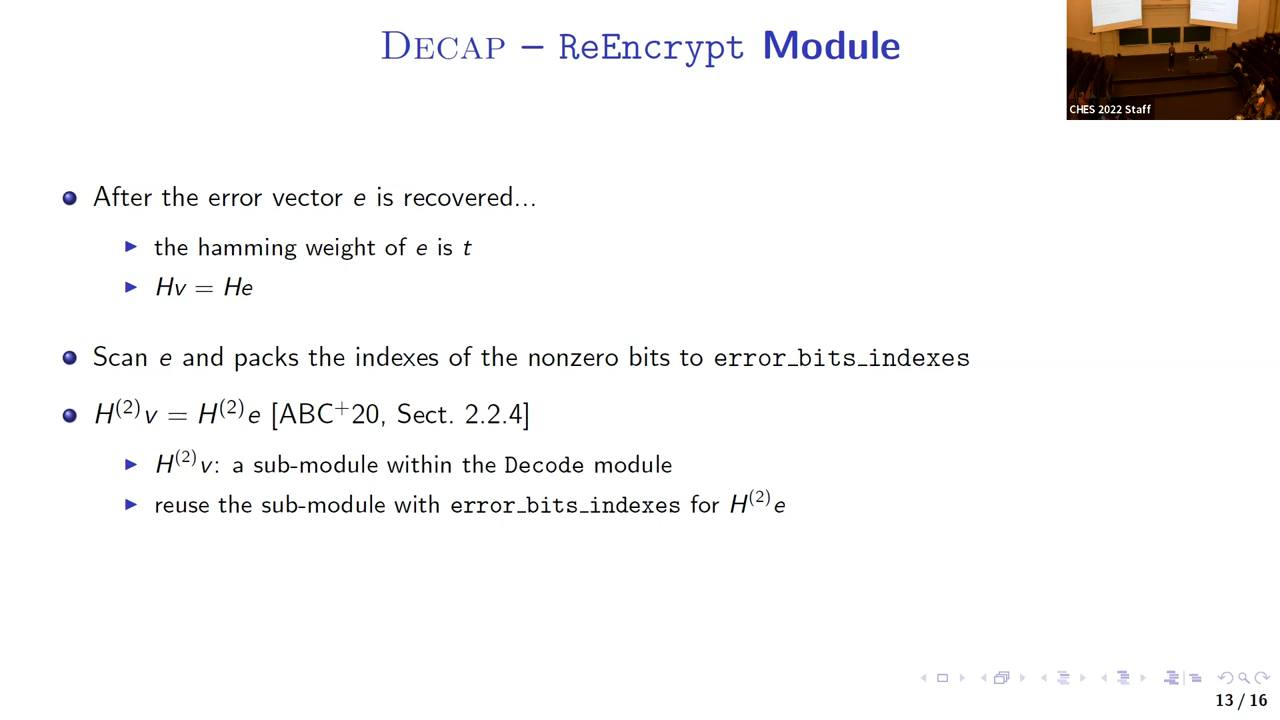 DECAP – ReEncrypt Module
CHES 2022 Staff
After the error vector e is recovered...
the hamming weight of e is t
Hv = He
Scan e and packs the indexes of the nonzero bits to error_bits_indexes
H⁽²⁾v = H⁽²⁾e [ABC⁺20, Sect. 2.2.4]
H⁽²⁾v: a sub-module within the Decode module
reuse the sub-module with error_bits_indexes for H⁽²⁾e
13 / 16